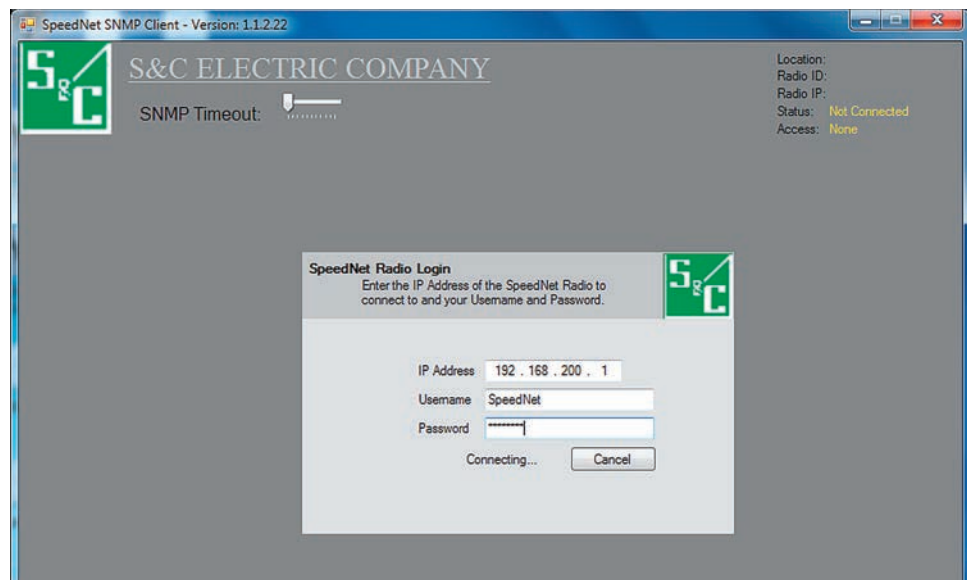 SpeedNet SNMP Client - Version: 1.1.2.22
S&C
S&C ELECTRIC COMPANY
SNMP Timeout:
Location:
Radio ID:
Radio IP:
Status: Not Connected
Access: None
SpeedNet Radio Login
Enter the IP Address of the SpeedNet Radio to
connect to and your Username and Password.
S&C
IP Address 192 . 168 . 200 . 1
Username SpeedNet
Password ********
Connecting... Cancel